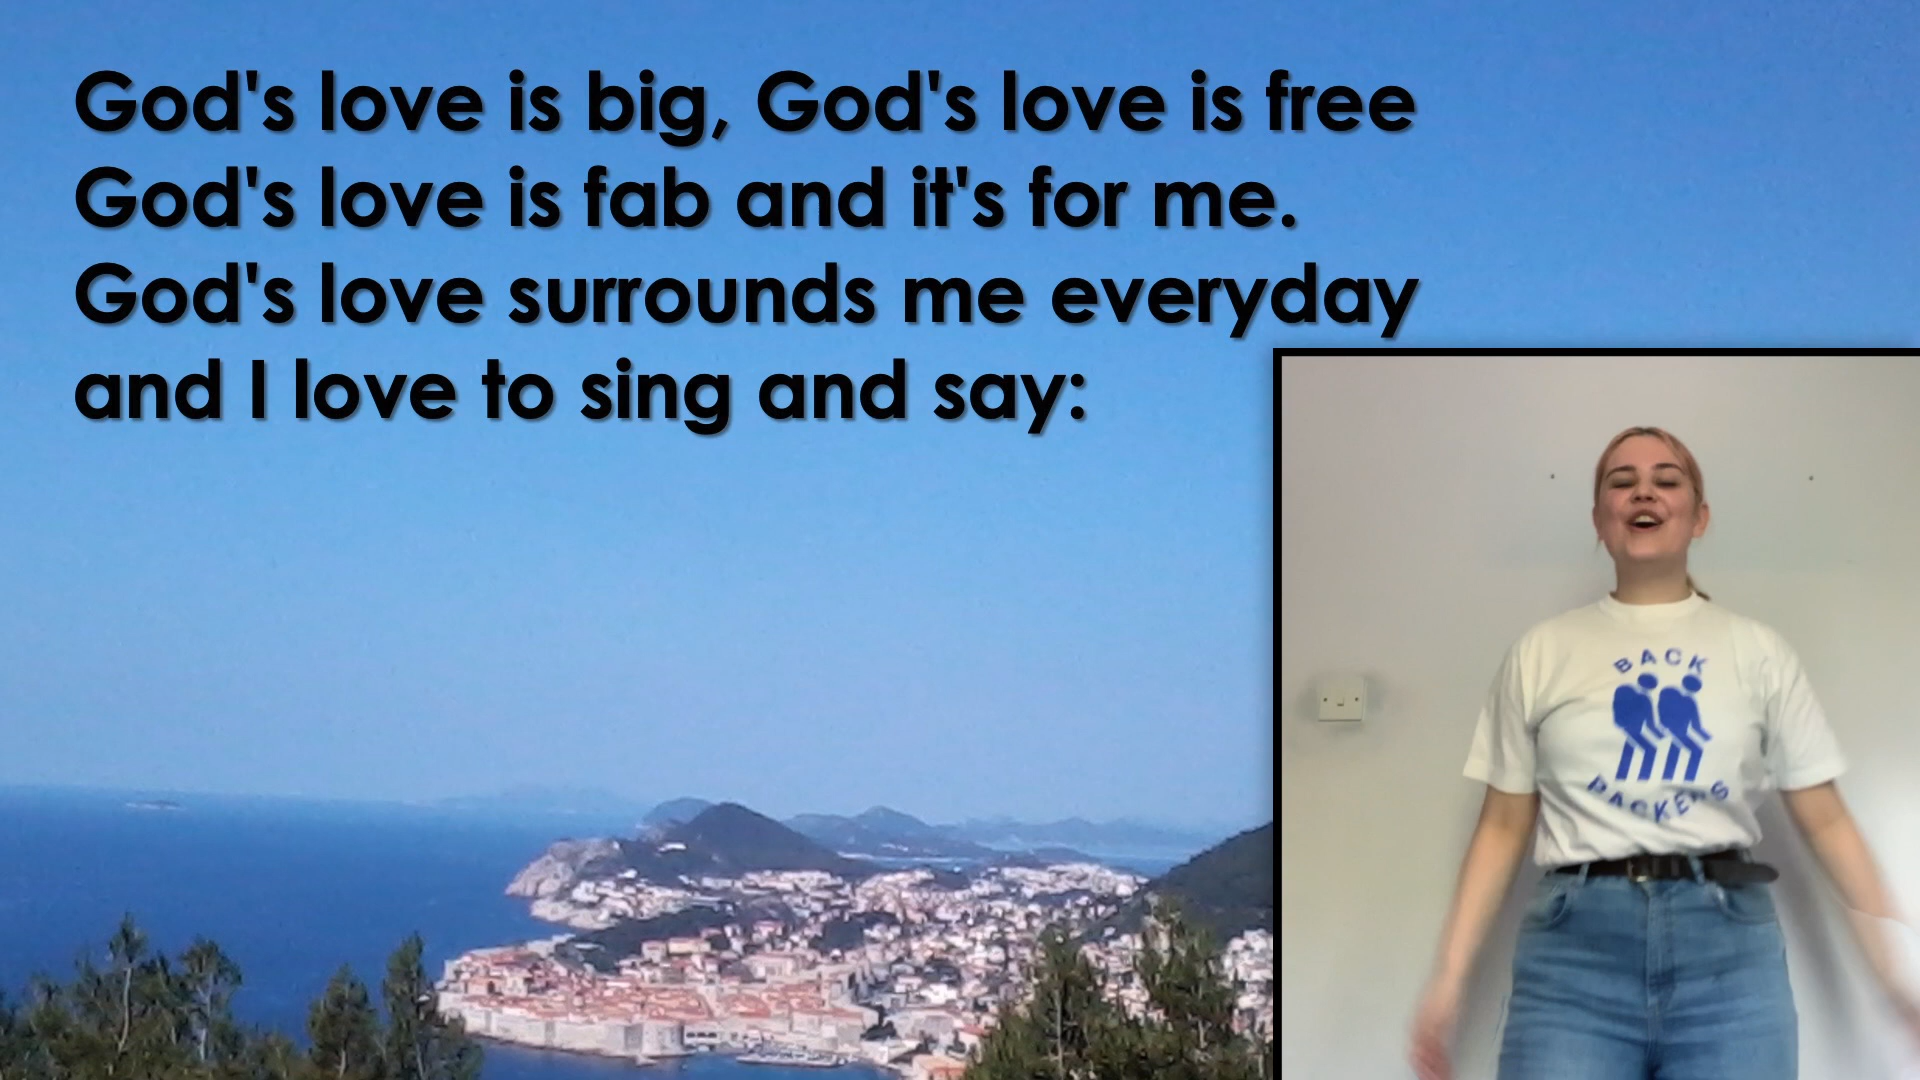 God's love is big, God's love is free
God's love is fab and it's for me.
God's love surrounds me everyday
and I love to sing and say:
BACK
PACKERS